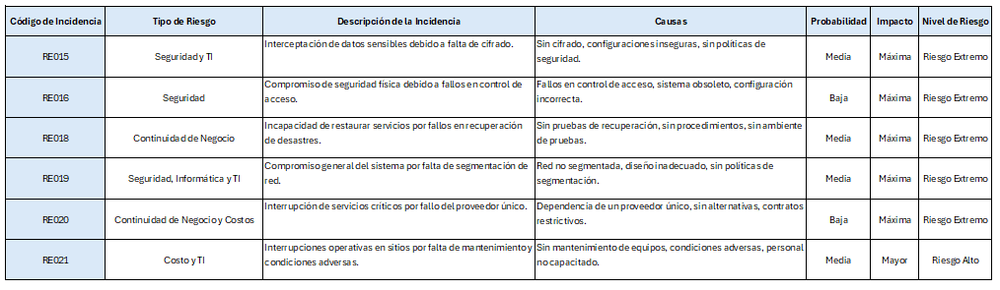 Código de Incidencia Tipo de Riesgo Descripción de la Incidencia Causas Probabilidad Impacto Nivel de Riesgo
RE015 Seguridad y TI Interceptación de datos sensibles debido a falta de cifrado. Sin cifrado, configuraciones inseguras, sin políticas de
seguridad. Media Máxima Riesgo Extremo
RE016 Seguridad Compromiso de seguridad física debido a fallos en control de
acceso. Fallos en control de acceso, sistema obsoleto, configuración
incorrecta. Baja Máxima Riesgo Extremo
RE018 Continuidad de Negocio Incapacidad de restaurar servicios por fallos en recuperación
de desastres. Sin pruebas de recuperación, sin procedimientos, sin ambiente
de pruebas. Media Máxima Riesgo Extremo
RE019 Seguridad, Informática y TI Compromiso general del sistema por falta de segmentación de
red. Red no segmentada, diseño inadecuado, sin políticas de
segmentación. Media Máxima Riesgo Extremo
RE020 Continuidad de Negocio y Costos Interrupción de servicios críticos por fallo del proveedor único. Dependencia de un proveedor único, sin alternativas, contratos
restrictivos. Baja Máxima Riesgo Extremo
RE021 Costo y TI Interrupciones operativas en sitios por falta de mantenimiento y
condiciones adversas. Sin mantenimiento de equipos, condiciones adversas, personal
no capacitado. Media Mayor Riesgo Alto